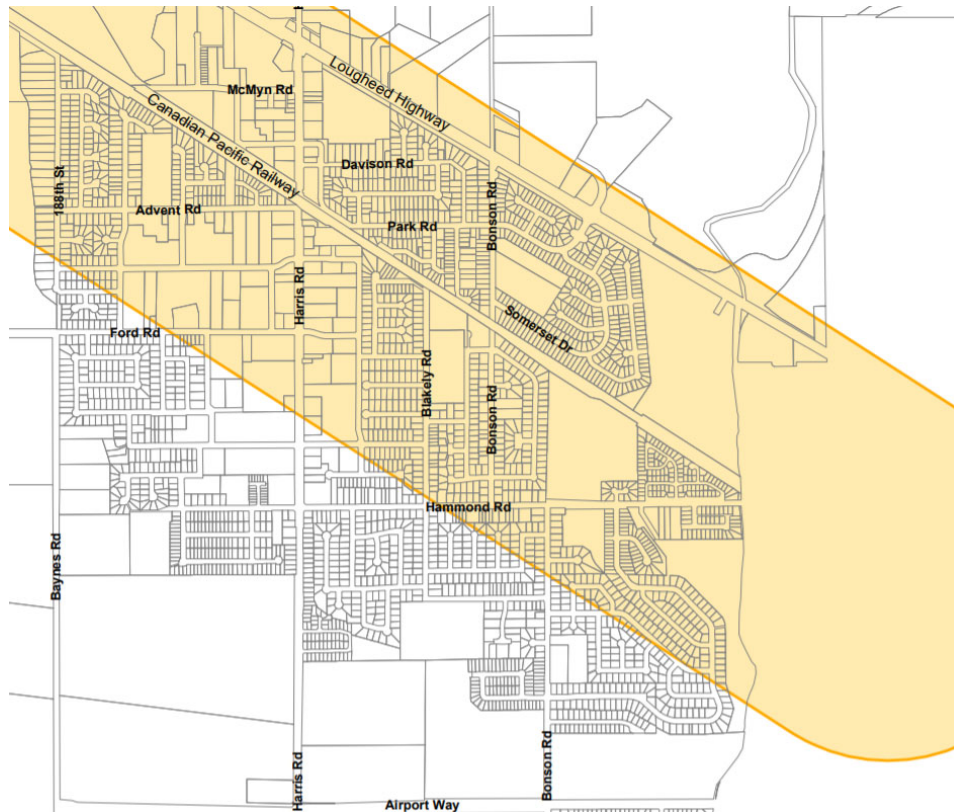 Lougheed Highway
McMyn Rd
Canadian Pacific Railway
Davison Rd
188th St
Advent Rd
Park Rd
Bonson Rd
Harris Rd
Ford Rd
Somerset Dr
Blakely Rd
Bonson Rd
Hammond Rd
Baynes Rd
Bonson Rd
Harris Rd
Airport Way